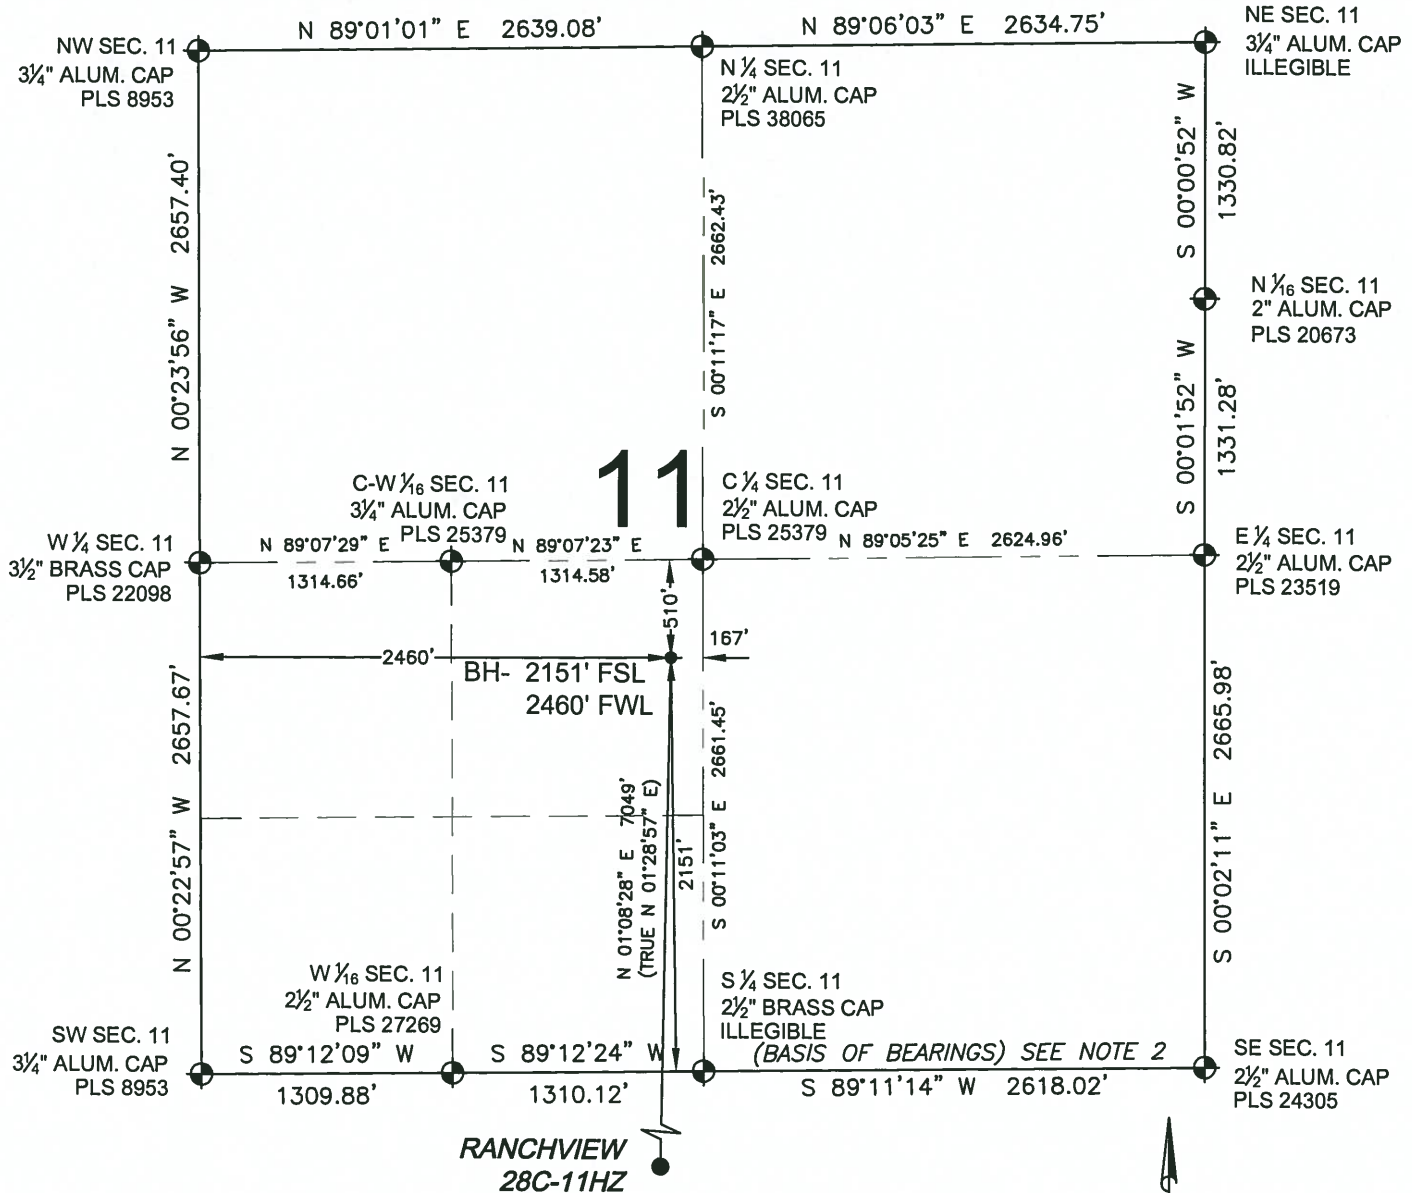 N 89°01'01" E 2639.08'
N 89°06'03" E 2634.75'
NW SEC. 11
3¼" ALUM. CAP
PLS 8953
N ¼ SEC. 11
2½" ALUM. CAP
PLS 38065
NE SEC. 11
3¼" ALUM. CAP
ILLEGIBLE
N 00°23'56" W 2657.40'
S 00°11'17" E 2662.43'
S 00°00'52" W
1330.82'
N 1/16 SEC. 11
2" ALUM. CAP
PLS 20673
S 00°01'52" W
1331.28'
11
C-W 1/16 SEC. 11
3¼" ALUM. CAP
PLS 25379
C ¼ SEC. 11
2½" ALUM. CAP
PLS 25379
W ¼ SEC. 11
3½" BRASS CAP
PLS 22098
N 89°07'29" E
1314.66'
N 89°07'23" E
1314.58'
N 89°05'25" E 2624.96'
E ¼ SEC. 11
2½" ALUM. CAP
PLS 23519
510'
167'
2460'
BH- 2151' FSL
2460' FWL
N 00°22'57" W 2657.67'
N 01°08'28" E 7049'
(TRUE N 01°28'57" E)
2151'
S 00°11'03" E 2661.45'
S 00°02'11" E 2665.98'
W 1/16 SEC. 11
2½" ALUM. CAP
PLS 27269
S ¼ SEC. 11
2½" BRASS CAP
ILLEGIBLE
SW SEC. 11
3¼" ALUM. CAP
PLS 8953
S 89°12'09" W
1309.88'
S 89°12'24" W
1310.12'
(BASIS OF BEARINGS) SEE NOTE 2
S 89°11'14" W 2618.02'
SE SEC. 11
2½" ALUM. CAP
PLS 24305
RANCHVIEW
28C-11HZ